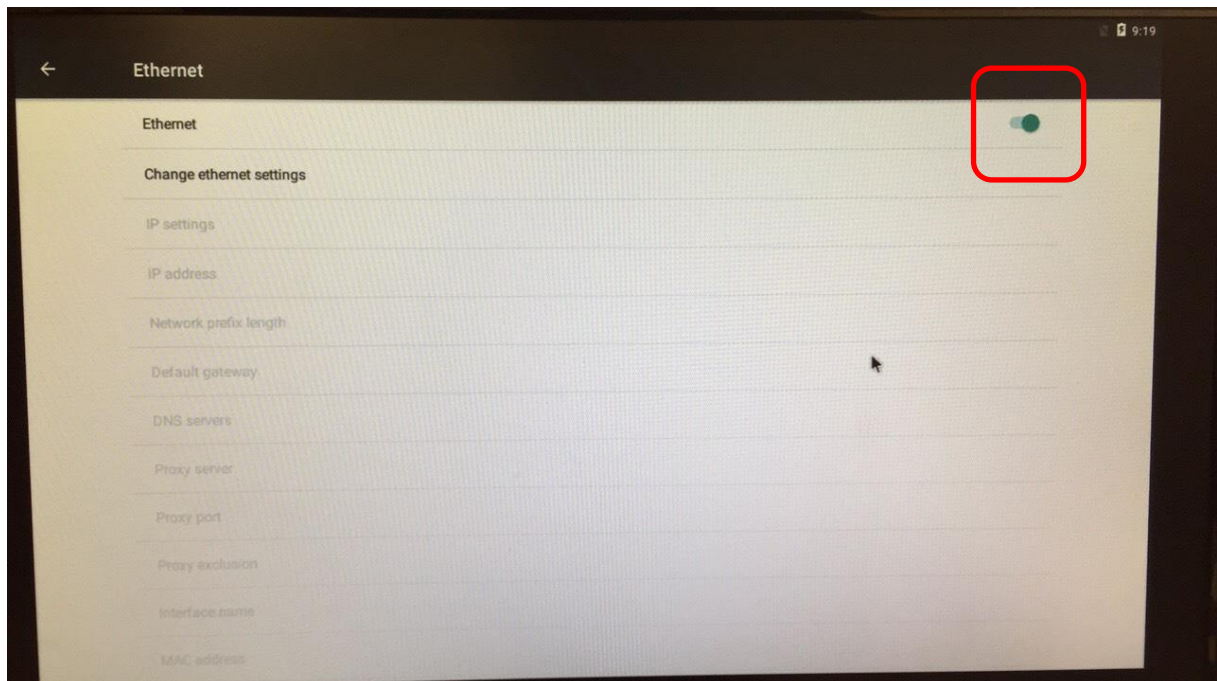 9:19
Ethernet
Ethernet
Change ethernet settings
IP settings
IP address
Network prefix length
Default gateway
DNS servers
Proxy server
Proxy port
Proxy exclusion
Interface name
MAC address